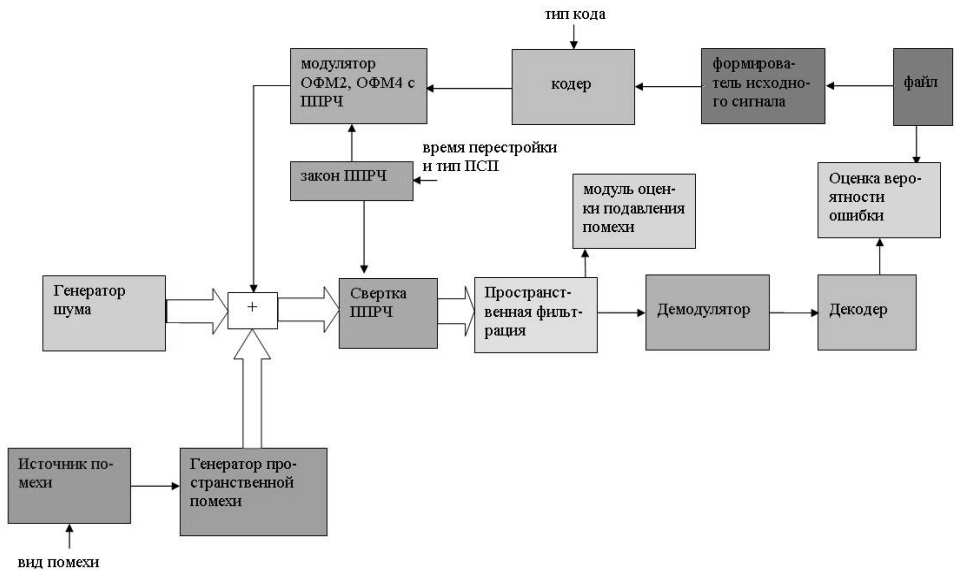 тип кода
модулятор
ОФМ2, ОФМ4 с
ППРЧ
кодер
формирова-
тель исходно-
го сигнала
файл
время перестройки
и тип ПСП
закон ППРЧ
модуль оцен-
ки подавления
помехи
Оценка веро-
ятности
ошибки
Генератор
шума
+
Свертка
ППРЧ
Пространст-
венная фильт-
рация
Демодулятор
Декодер
Источник по-
мехи
Генератор про-
странственной
помехи
вид помехи